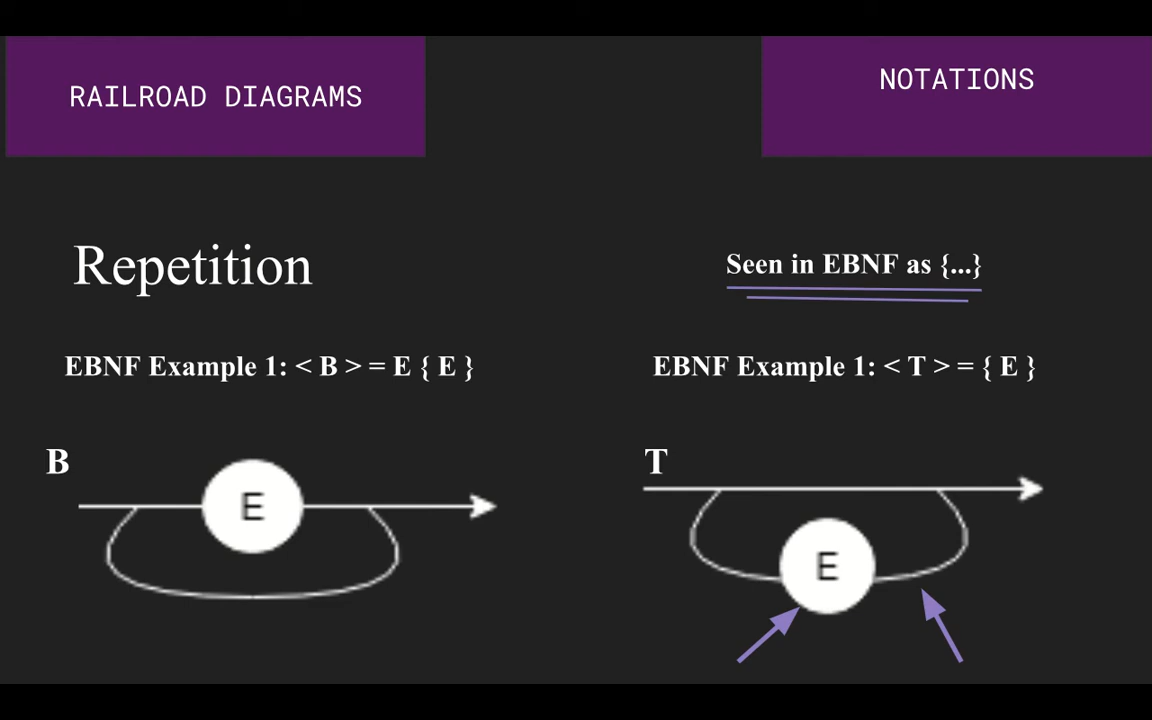 RAILROAD DIAGRAMS
NOTATIONS
Repetition
Seen in EBNF as {...}
EBNF Example 1: < B > = E { E }
EBNF Example 1: < T > = { E }
B
E
T
E